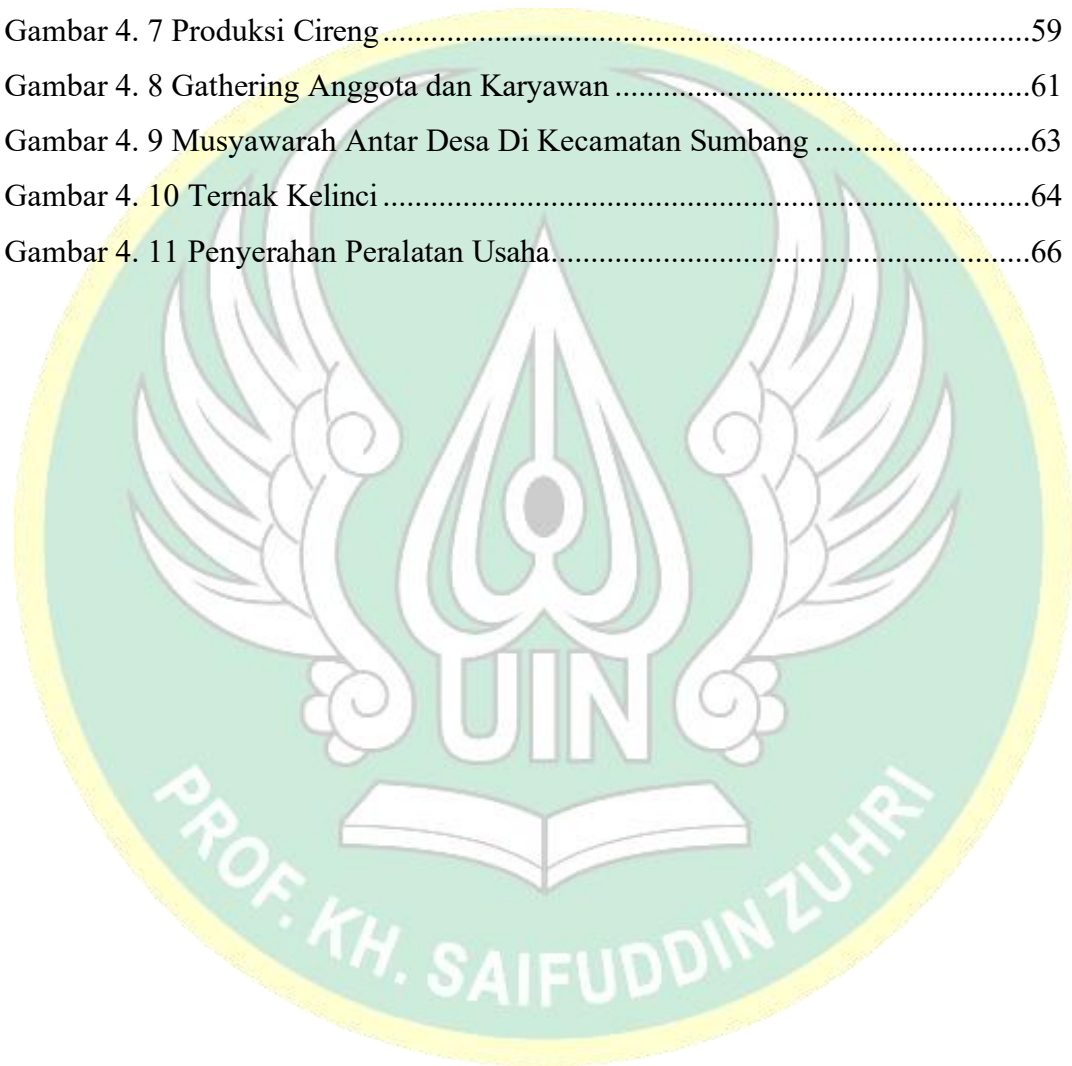 Gambar 4. 7 Produksi Cireng....................................................................................59
Gambar 4. 8 Gathering Anggota dan Karyawan .....................................................61
Gambar 4. 9 Musyawarah Antar Desa Di Kecamatan Sumbang ...........................63
Gambar 4. 10 Ternak Kelinci...................................................................................64
Gambar 4. 11 Penyerahan Peralatan Usaha.............................................................66
UIN
PROF. KH. SAIFUDDIN ZUHRI